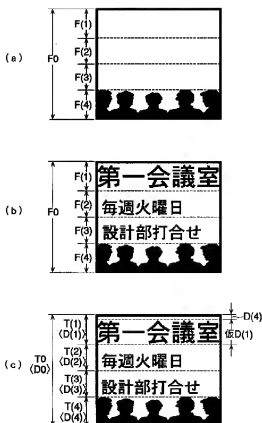 (a)
F0
F(1)
F(2)
F(3)
F(4)
(b)
F0
F(1)
F(2)
F(3)
F(4)
第一会議室
毎週火曜日
設計部打合せ
(c)
T0
〈D0〉
T(1)
〈D(1)〉
T(2)
〈D(2)〉
T(3)
〈D(3)〉
T(4)
〈D(4)〉
第一会議室
毎週火曜日
設計部打合せ
D(4)
仮D(1)